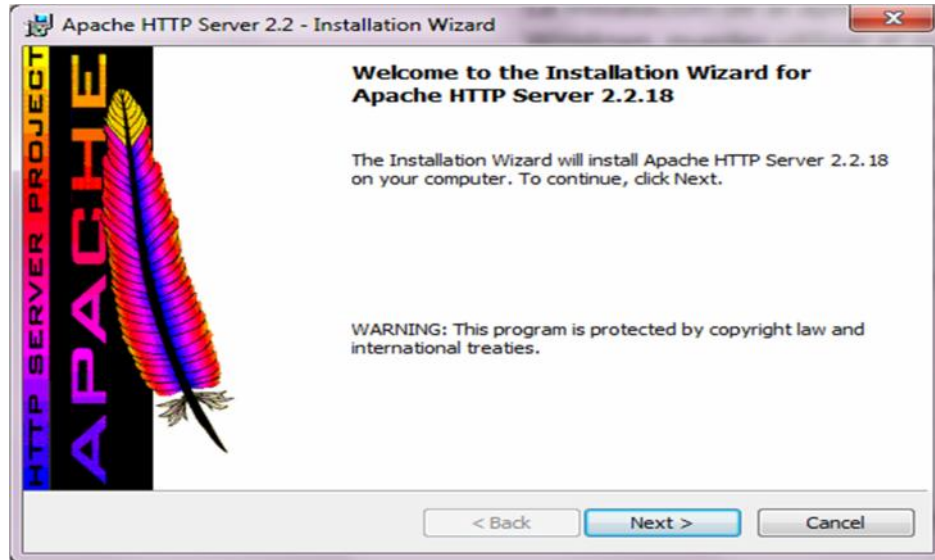 Apache HTTP Server 2.2 - Installation Wizard
HTTP SERVER PROJECT
APACHE
Welcome to the Installation Wizard for
Apache HTTP Server 2.2.18
The Installation Wizard will install Apache HTTP Server 2.2.18
on your computer. To continue, click Next.
WARNING: This program is protected by copyright law and
international treaties.
< Back
Next >
Cancel